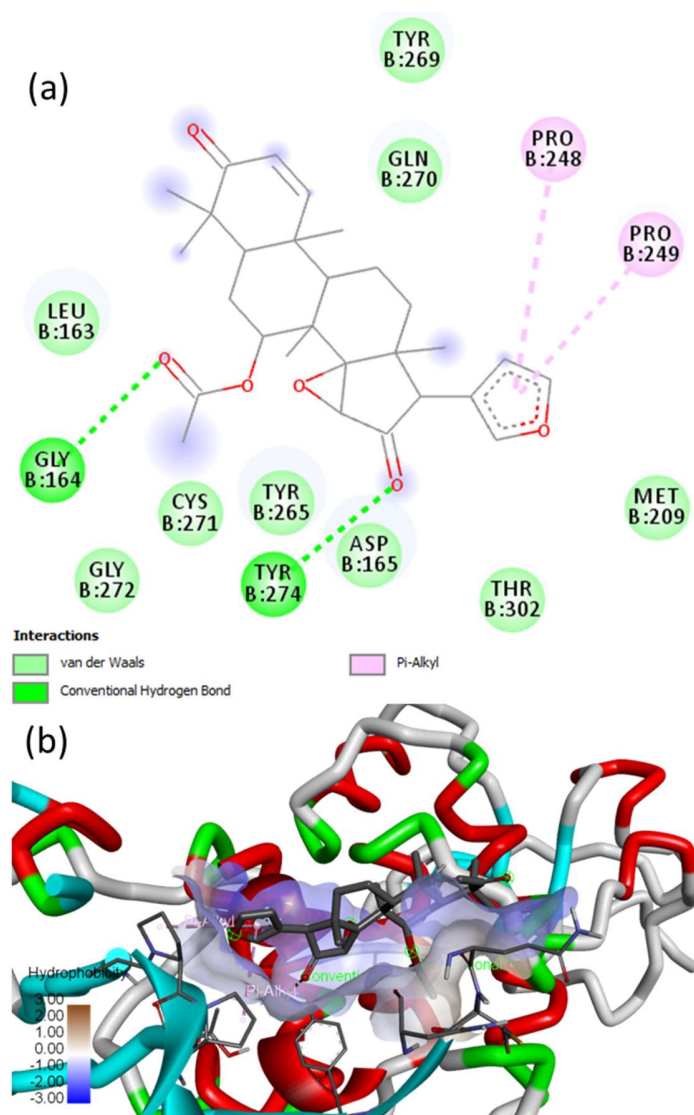 (a)
TYR
B:269
PRO
B:248
GLN
B:270
PRO
B:249
O
LEU
B:163
O
O
O
O
O
GLY
B:164
CYS
B:271
TYR
B:265
MET
B:209
ASP
B:165
GLY
B:272
TYR
B:274
THR
B:302
Interactions
van der Waals
Pi-Alkyl
Conventional Hydrogen Bond
(b)
Pi-Alkyl
Hydrophobicity
3.00
2.00
1.00
0.00
-1.00
-2.00
-3.00